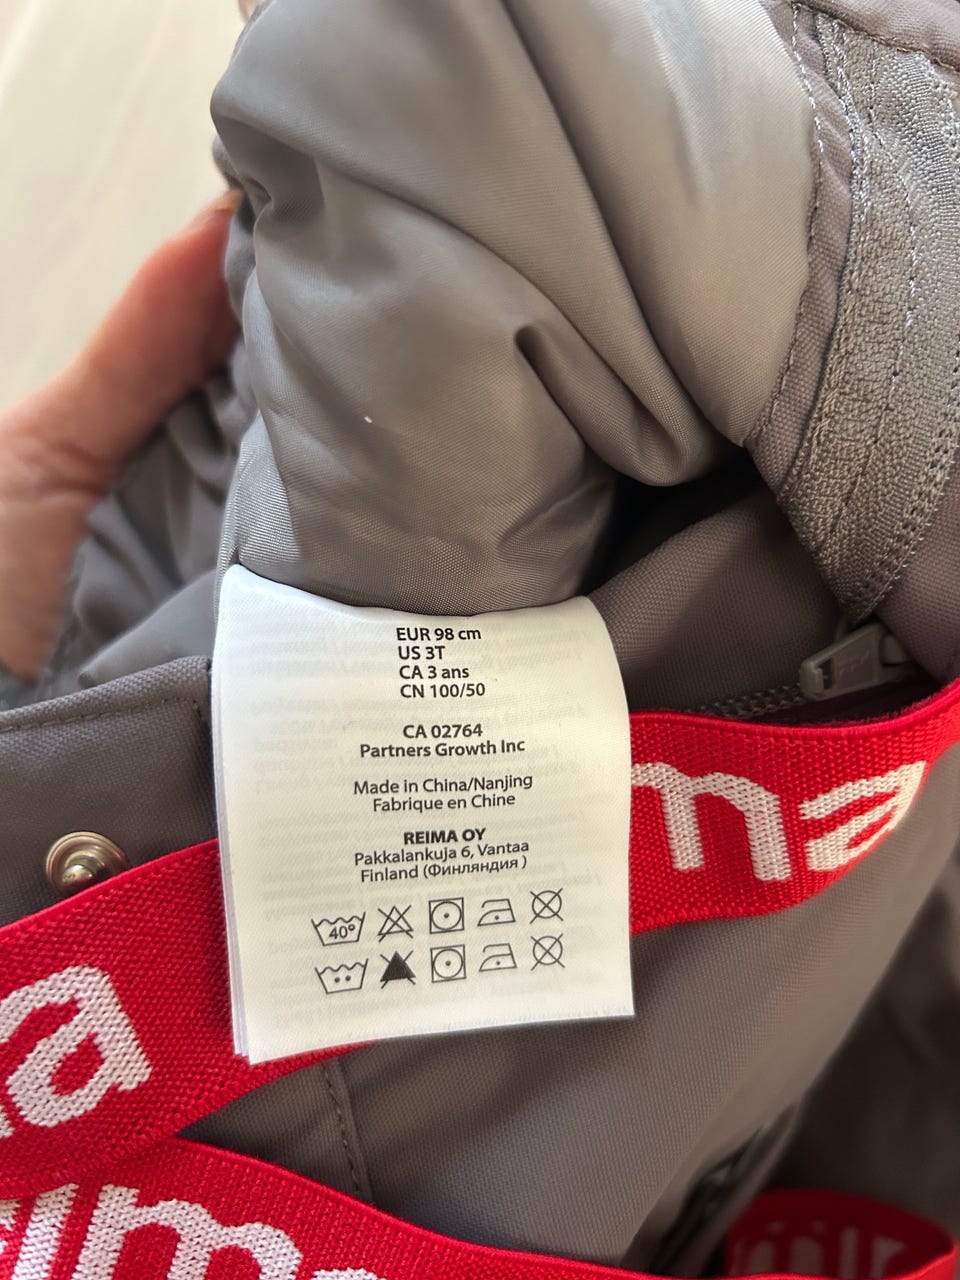 EUR 98 cm
US 3T
CA 3 ans
CN 100/50
CA 02764
Partners Growth Inc
Made in China/Nanjing
Fabrique en Chine
REIMA OY
Pakkalankuja 6, Vantaa
Finland (Финляндия )
40°
ma
a